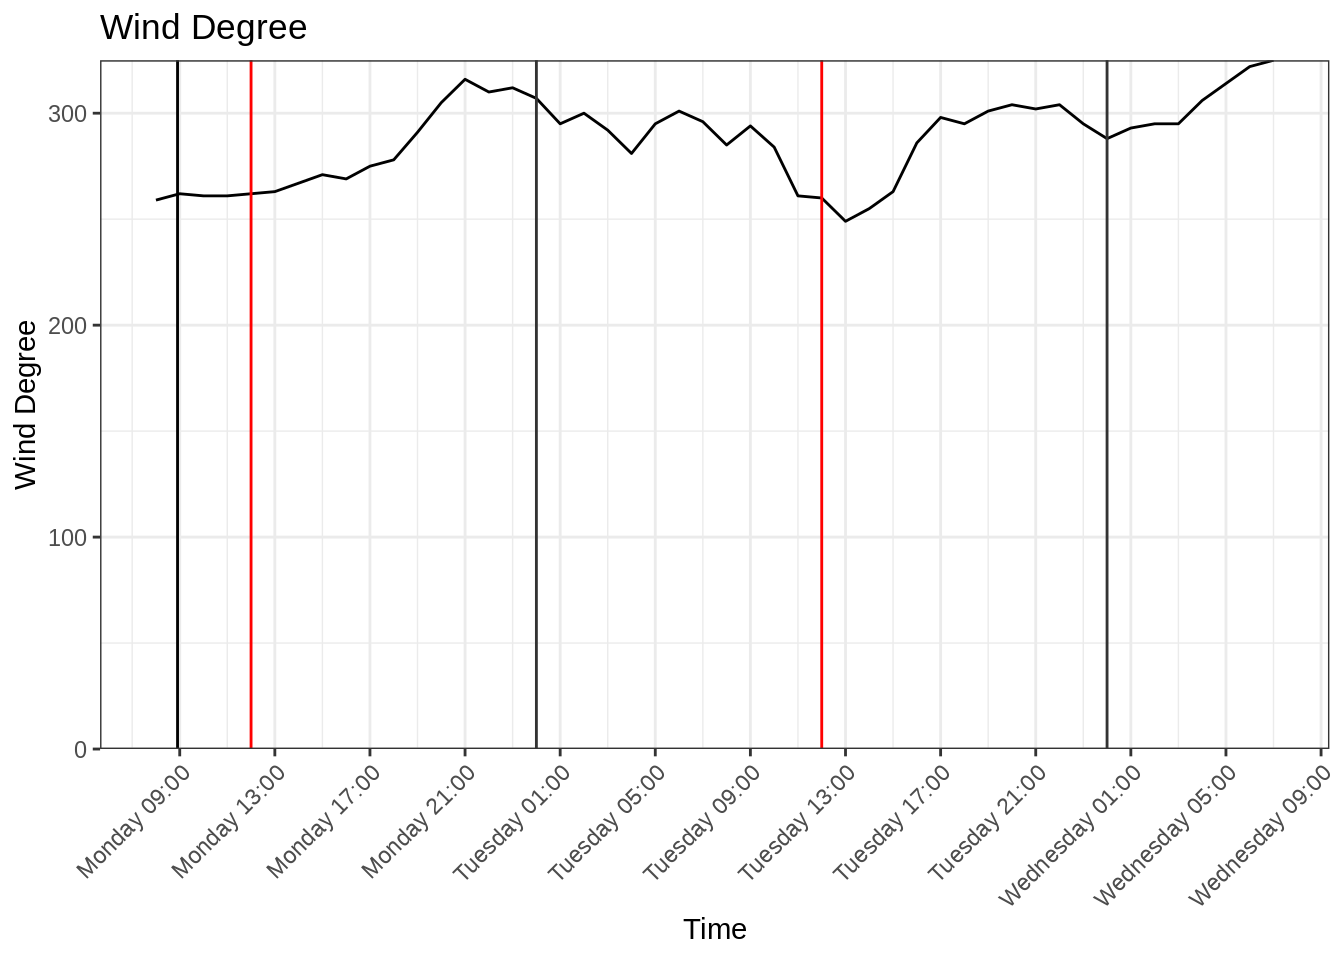 Wind Degree
Wind Degree
300
200
100
0
Monday 09:00
Monday 13:00
Monday 17:00
Monday 21:00
Tuesday 01:00
Tuesday 05:00
Tuesday 09:00
Tuesday 13:00
Tuesday 17:00
Tuesday 21:00
Wednesday 01:00
Wednesday 05:00
Wednesday 09:00
Time